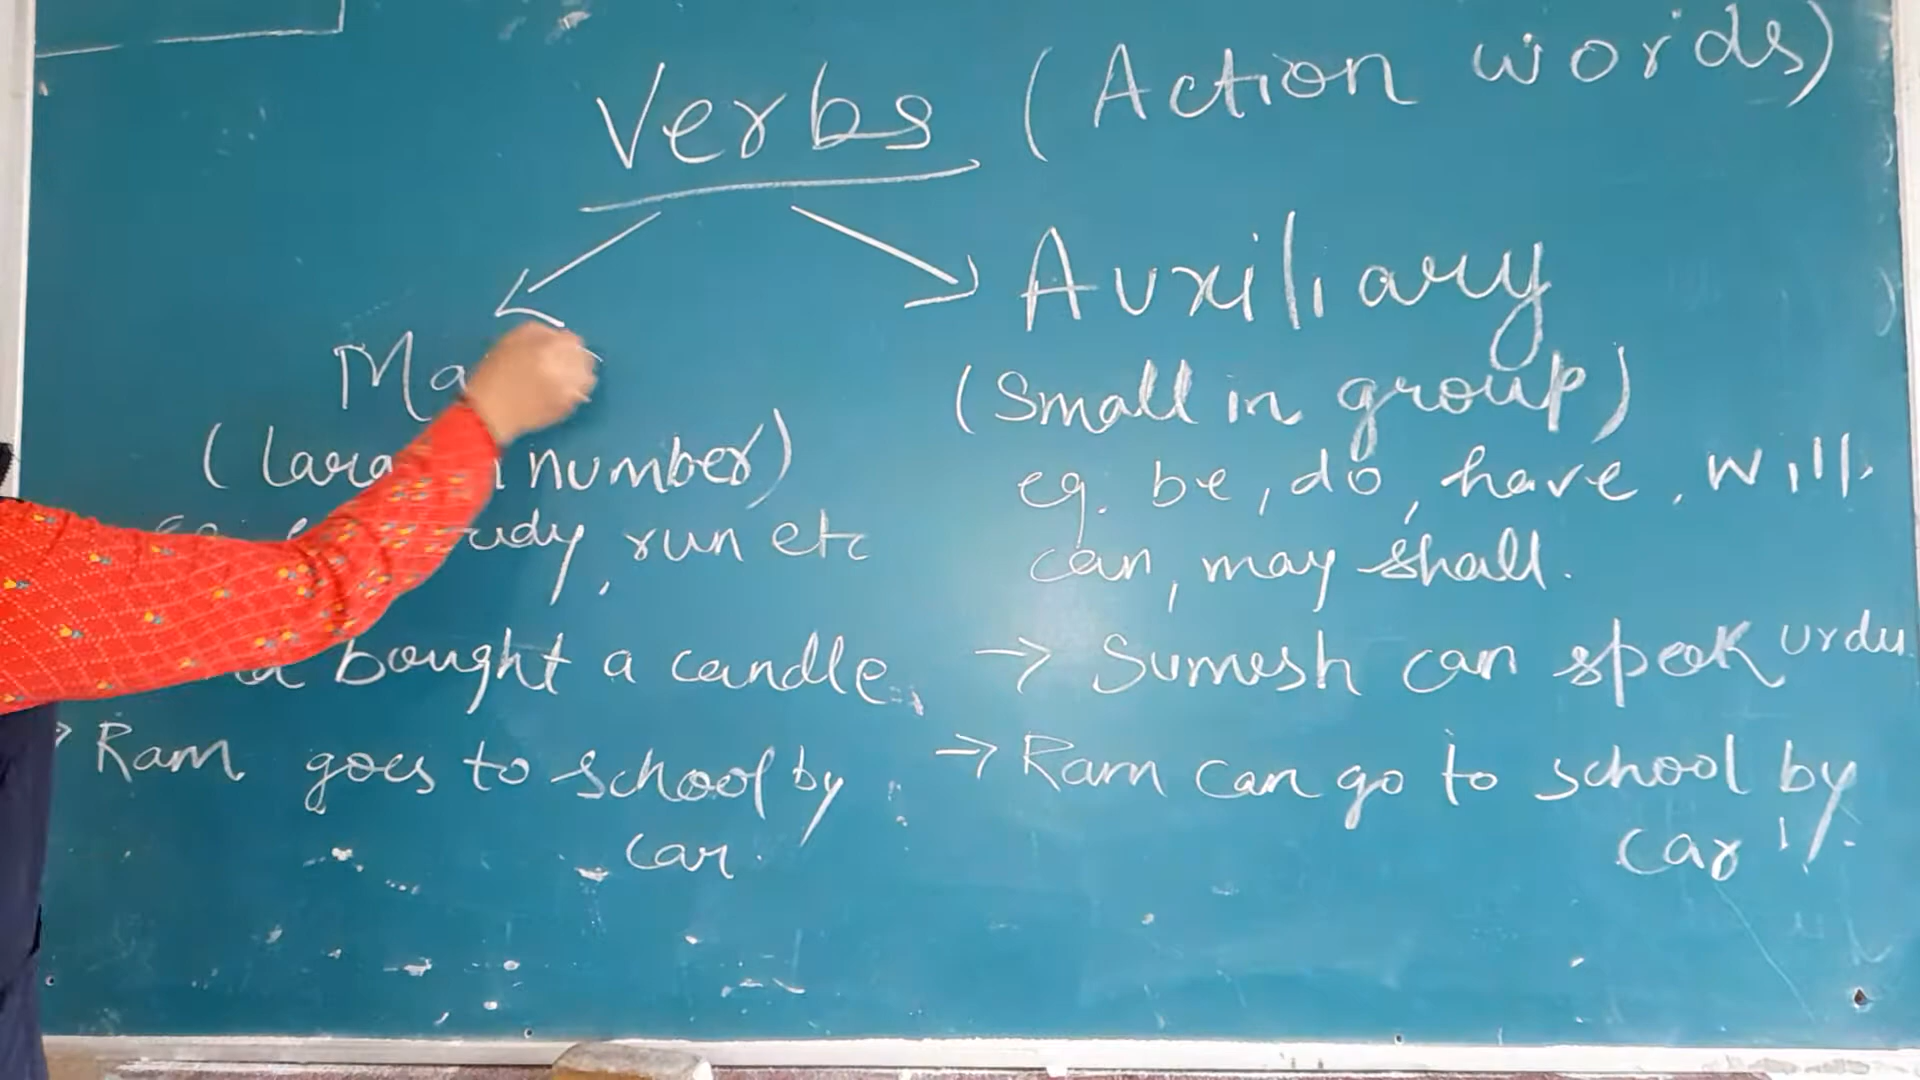 Verbs (Action words)
Auxiliary
(Small in group)
(
number)
eg. be, do, have, will,
run etc
can, may shall.
bought a candle.
→ Sumesh can speak urdu
→ Ram goes to school by
car.
→ Ram can go to school by
car.